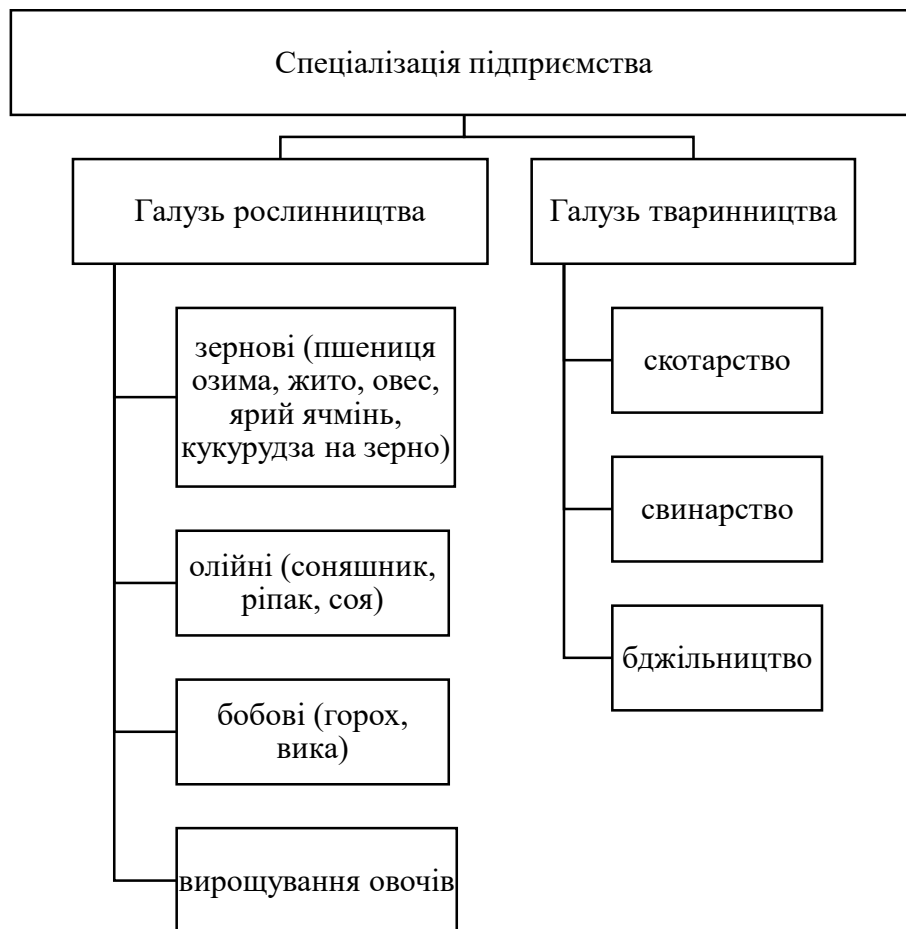 Спеціалізація підприємства
Галузь рослинництва
зернові (пшениця
озима, жито, овес,
ярий ячмінь,
кукурудза на зерно)
олійні (соняшник,
ріпак, соя)
бобові (горох,
вика)
вирощування овочів
Галузь тваринництва
скотарство
свинарство
бджільництво